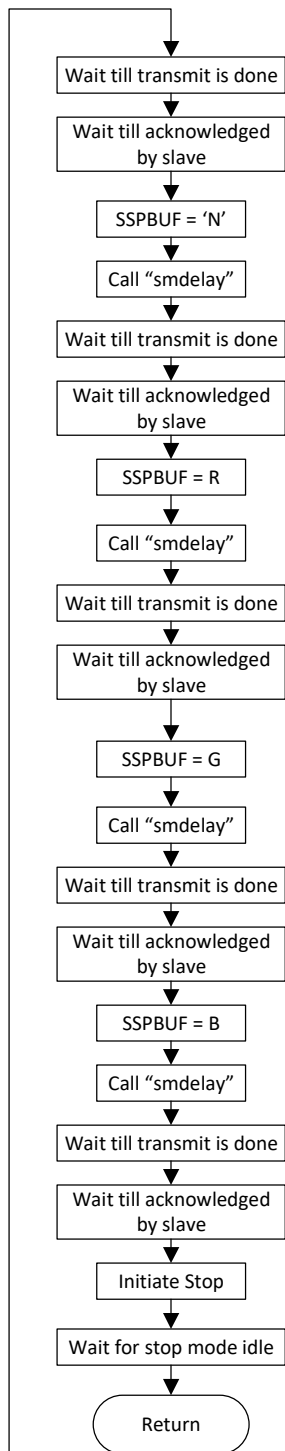 Wait till transmit is done
Wait till acknowledged
by slave
SSPBUF = ‘N’
Call “smdelay”
Wait till transmit is done
Wait till acknowledged
by slave
SSPBUF = R
Call “smdelay”
Wait till transmit is done
Wait till acknowledged
by slave
SSPBUF = G
Call “smdelay”
Wait till transmit is done
Wait till acknowledged
by slave
SSPBUF = B
Call “smdelay”
Wait till transmit is done
Wait till acknowledged
by slave
Initiate Stop
Wait for stop mode idle
Return